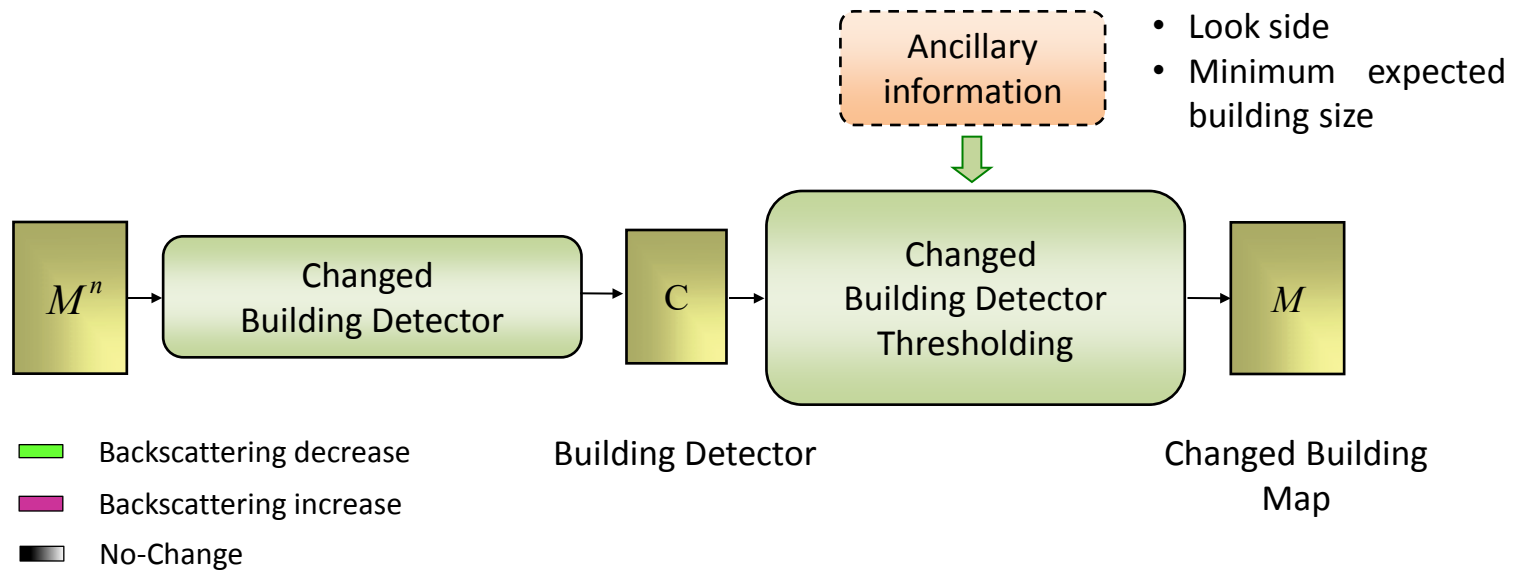 Ancillary
information
• Look side
• Minimum expected
building size
M^n
Changed
Building Detector
C
Changed
Building Detector
Thresholding
M
Backscattering decrease
Backscattering increase
No-Change
Building Detector
Changed Building
Map